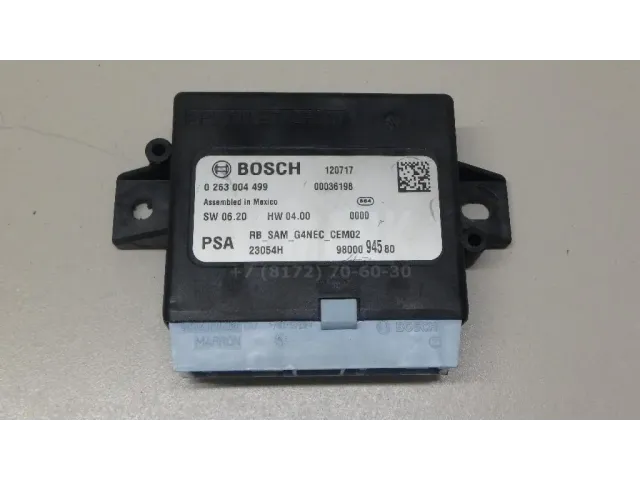 BOSCH 120717
0 263 004 499 00036198
Assembled in Mexico 664
SW 06.20 HW 04.00 0000
PSA RB_SAM_G4NEC_CEM02
23054H 98000 945 80
+7 (8172) 70-60-30
BOSCH
MARRON